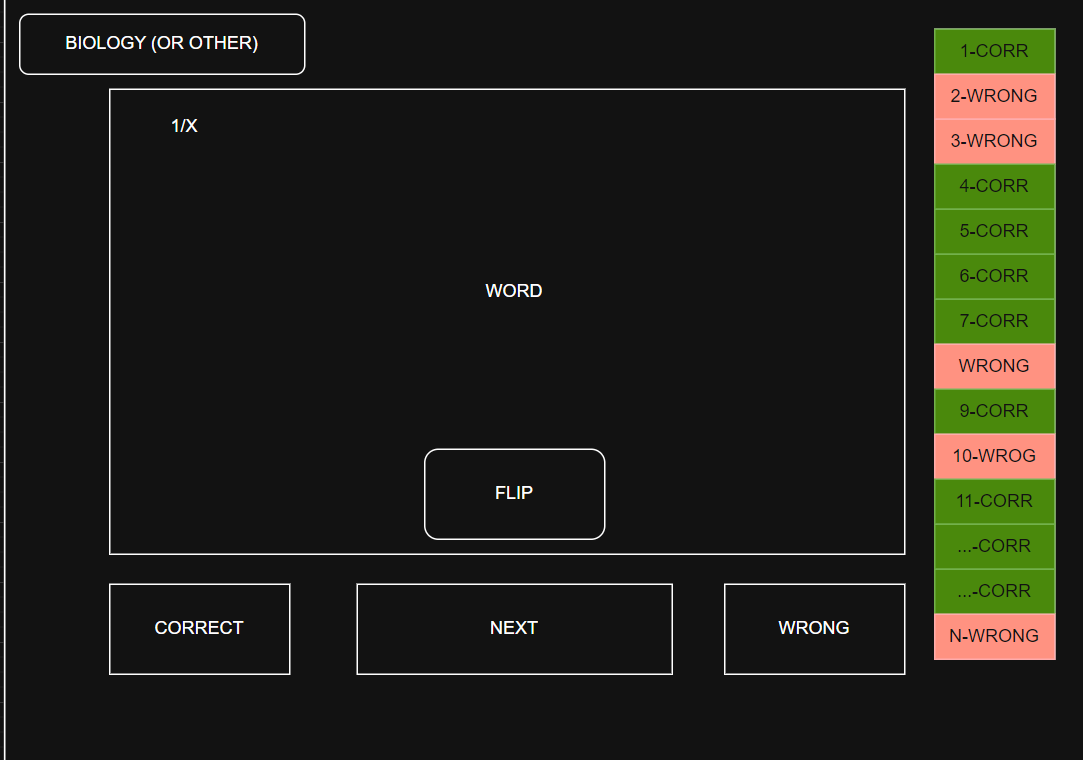 BIOLOGY (OR OTHER)
1/X
WORD
FLIP
CORRECT
NEXT
WRONG
1-CORR
2-WRONG
3-WRONG
4-CORR
5-CORR
6-CORR
7-CORR
WRONG
9-CORR
10-WROG
11-CORR
...-CORR
...-CORR
N-WRONG